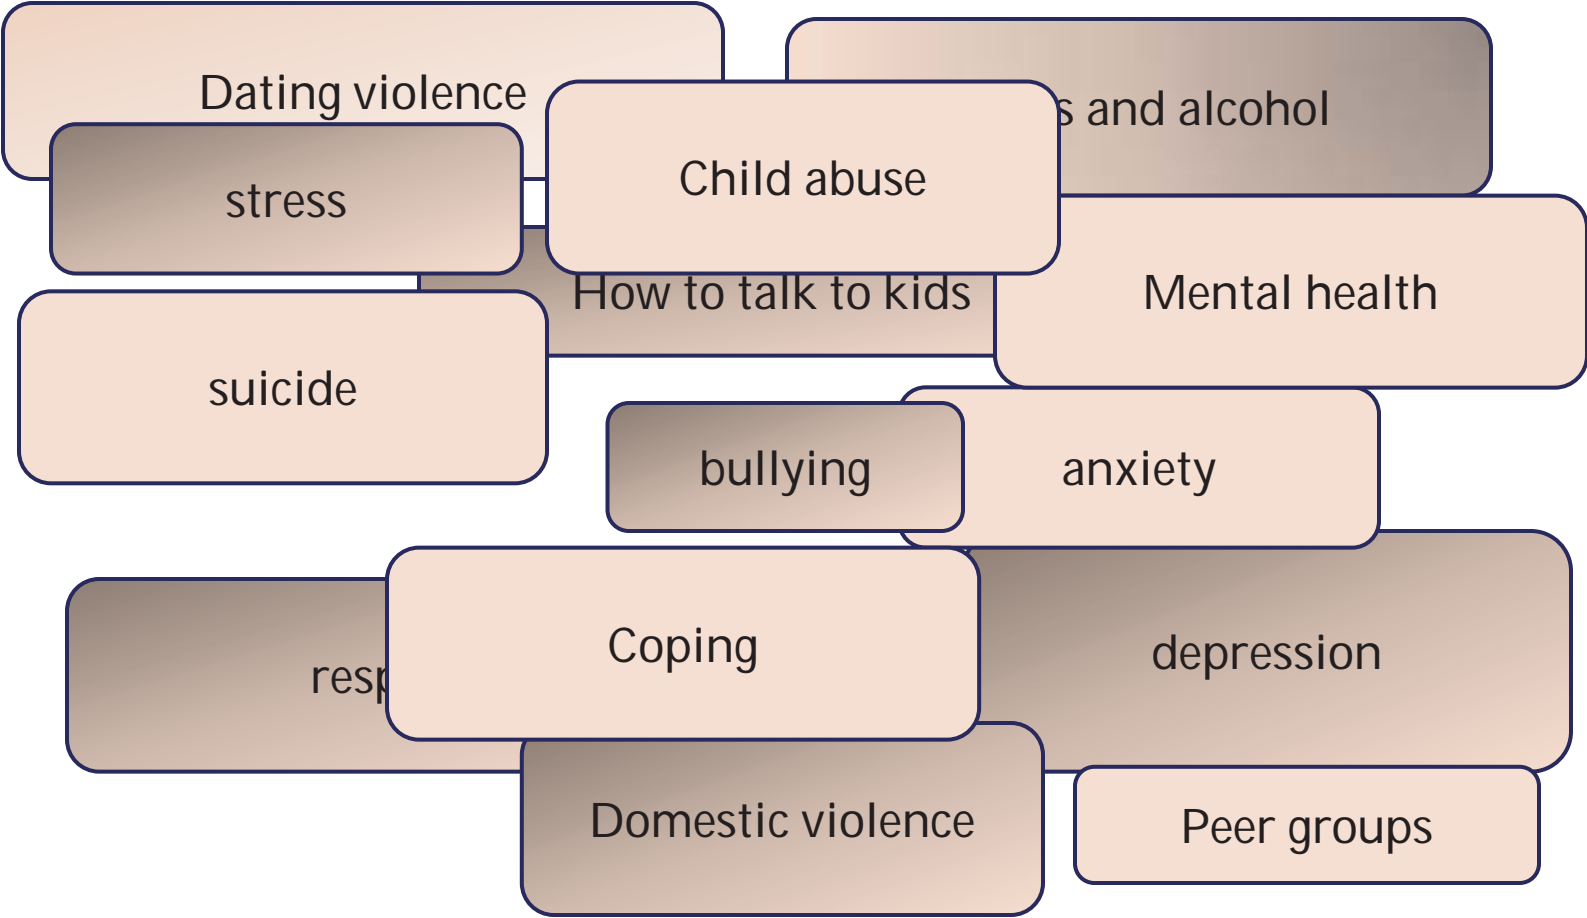 Dating violence
s and alcohol
Child abuse
stress
How to talk to kids
Mental health
suicide
bullying
anxiety
Coping
depression
resp
Domestic violence
Peer groups